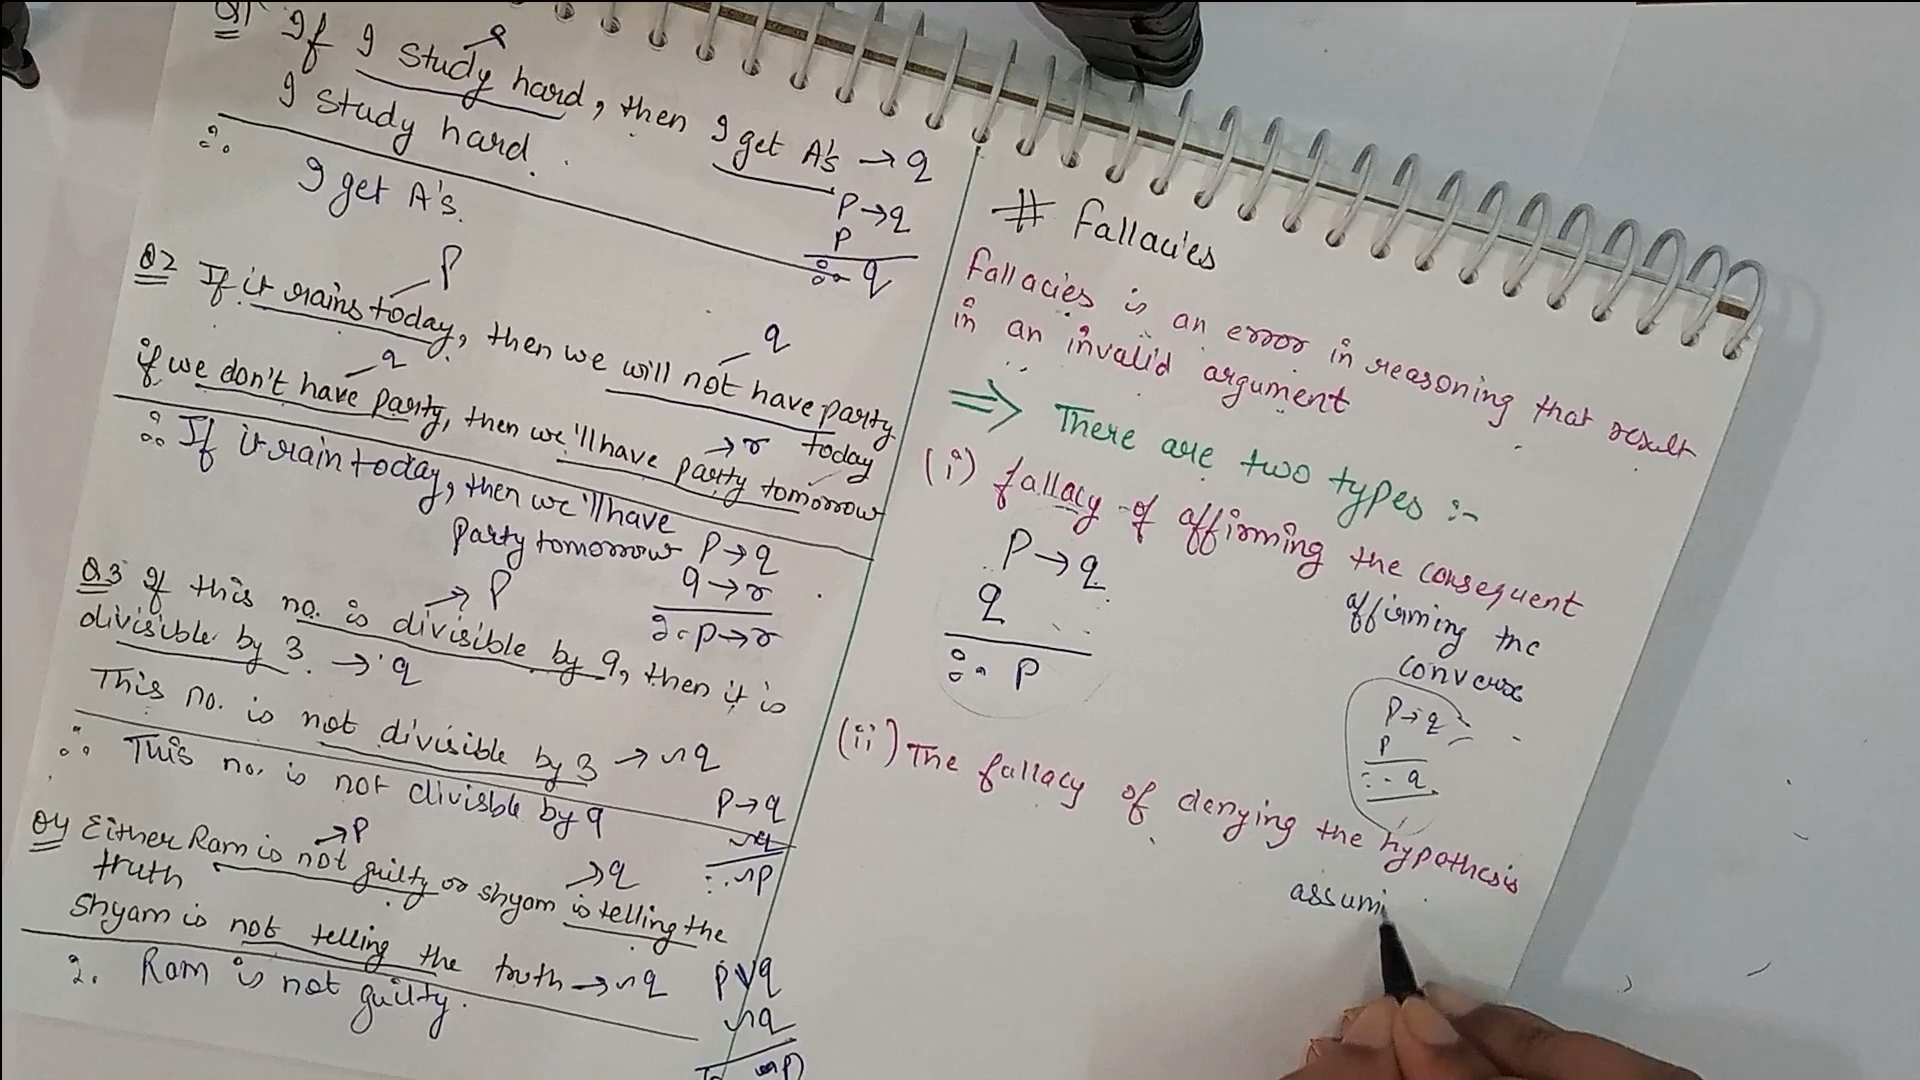 Q1 If I study hard, then I get A's → q
I study hard.
∴ I get A's.
P → q
P
∴ q
P
Q2 If it rains today, then we will not have party today
q
q
if we don't have party, then we'll have party tomorrow
→ r
∴ If it rain today, then we'll have party tomorrow
P → q
q → r
∴ P → r
→ P
Q3 If this no. is divisible by 9, then it is
divisible by 3. → q
This no. is not divisible by 3 → ~q
∴ This no. is not divisble by 9
P → q
~q
∴ ~P
→ P
Q4 Either Ram is not guilty or shyam is telling the
truth
→ q
Shyam is not telling the truth → ~q
∴ Ram is not guilty.
P ∨ q
~q
# Fallacies
Fallacies is an error in reasoning that result
in an invalid argument
⇒ There are two types :-
(i) fallacy of affirming the consequent
P → q
q
∴ P
affirming the
converse
P → q
P
∴ q
(ii) The fallacy of denying the hypothesis
assumi